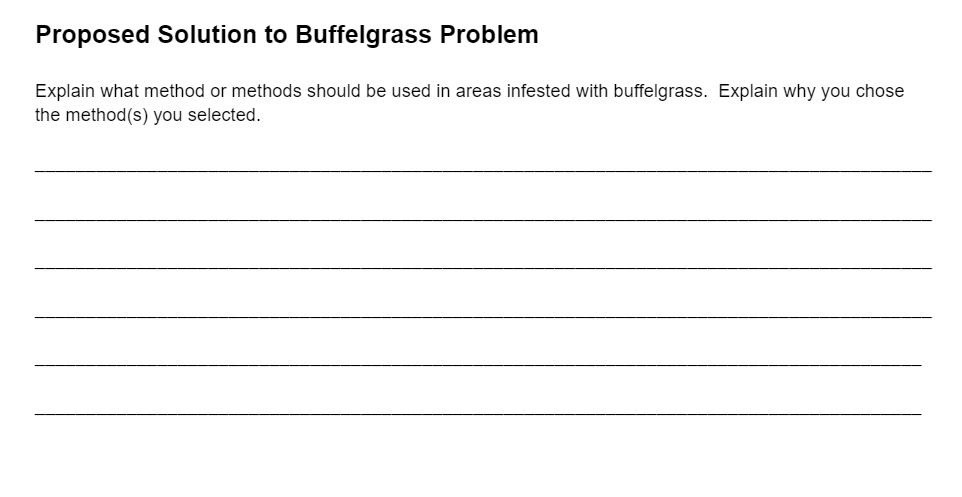 Proposed Solution to Buffelgrass Problem
Explain what method or methods should be used in areas infested with buffelgrass.  Explain why you chose
the method(s) you selected.